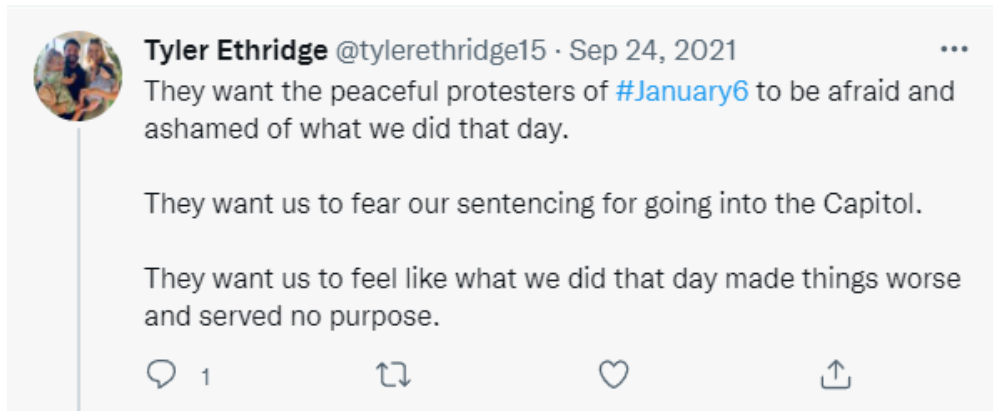 Tyler Ethridge @tylerethridge15 · Sep 24, 2021
They want the peaceful protesters of #January6 to be afraid and
ashamed of what we did that day.
They want us to fear our sentencing for going into the Capitol.
They want us to feel like what we did that day made things worse
and served no purpose.
1